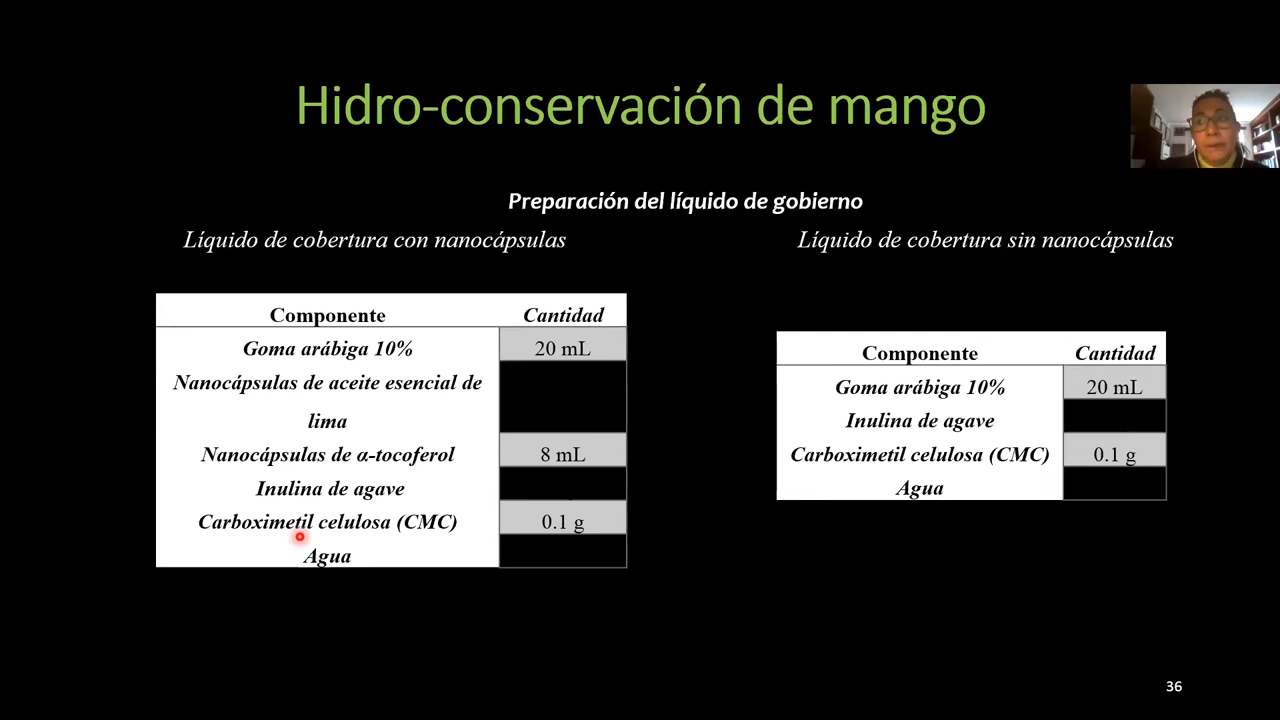 Hidro-conservación de mango
Preparación del líquido de gobierno
Líquido de cobertura con nanocápsulas
Componente Cantidad
Goma arábiga 10% 20 mL
Nanocápsulas de aceite esencial de
lima
Nanocápsulas de α-tocoferol 8 mL
Inulina de agave
Carboximetil celulosa (CMC) 0.1 g
Agua
Líquido de cobertura sin nanocápsulas
Componente Cantidad
Goma arábiga 10% 20 mL
Inulina de agave
Carboximetil celulosa (CMC) 0.1 g
Agua
36